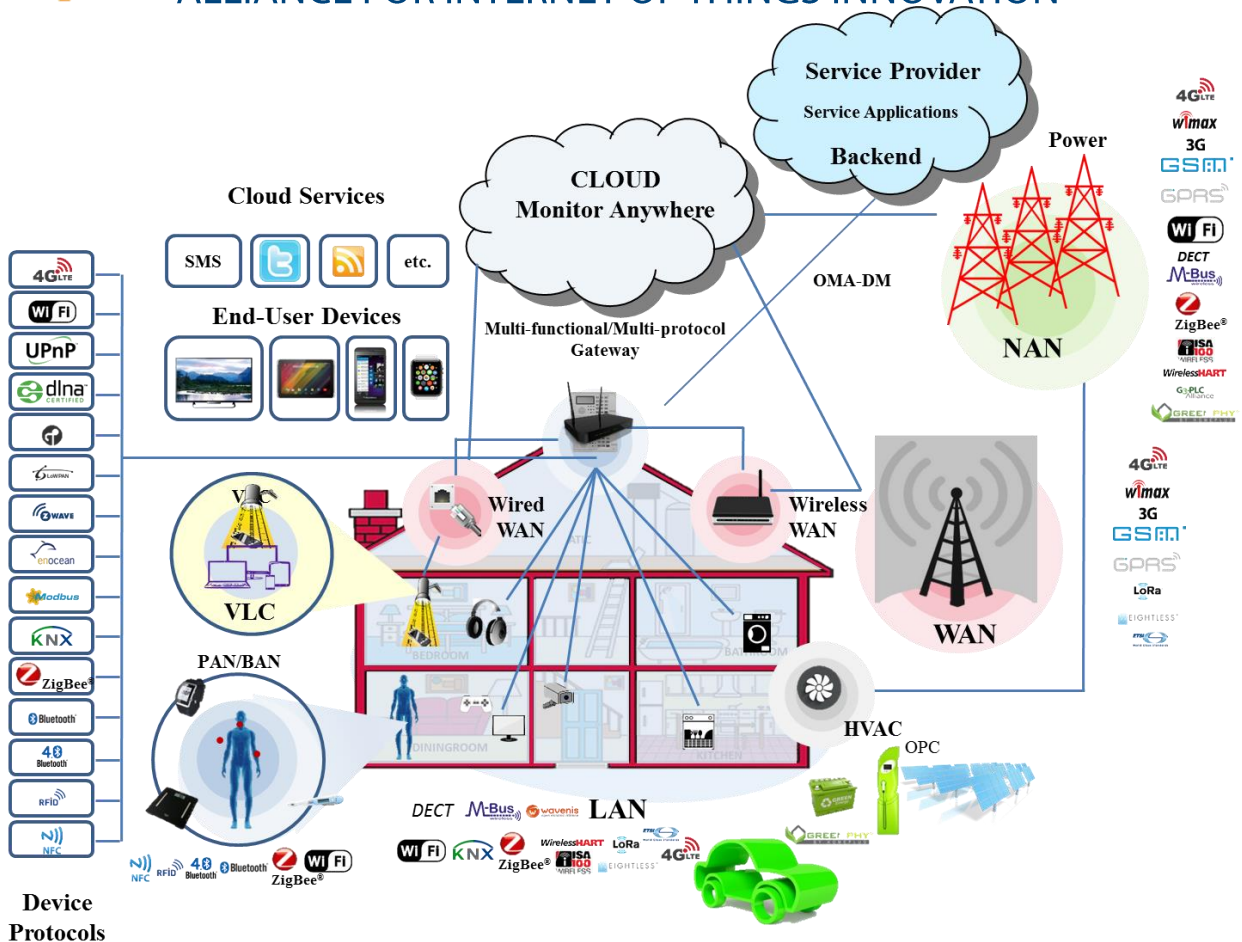 ALLIANCE FOR INTERNET OF THINGS INNOVATION
Service Provider
Service Applications
Backend
CLOUD
Monitor Anywhere
Power
NAN
OMA-DM
Cloud Services
SMS
etc.
End-User Devices
Multi-functional/Multi-protocol
Gateway
4G LTE
Wi Fi
UPnP
dlna
CERTIFIED
6LoWPAN
Z WAVE
enocean
Modbus
KNX
ZigBee®
Bluetooth
4
Bluetooth
RFID
NFC
Device
Protocols
VLC
PAN/BAN
NFC
RFID
4
Bluetooth
Bluetooth
ZigBee®
Wi Fi
Wired
WAN
Wireless
WAN
ATIC
BEDROOM
BATHROOM
DININGROOM
KITCHEN
WAN
HVAC
OPC
GREEN
LAN
DECT
M-Bus
wavenis
Wi Fi
KNX
ZigBee®
WirelessHART
ISA
100
WIRELESS
LoRa
EIGHTLESS
ETSI
4G LTE
GREEN PHY
4G LTE
wimax
3G
GSM
GPRS
Wi Fi
DECT
M-Bus
ZigBee®
ISA
100
WIRELESS
WirelessHART
G3-PLC
Alliance
GREEN PHY
4G LTE
wimax
3G
GSM
GPRS
LoRa
EIGHTLESS
ETSI